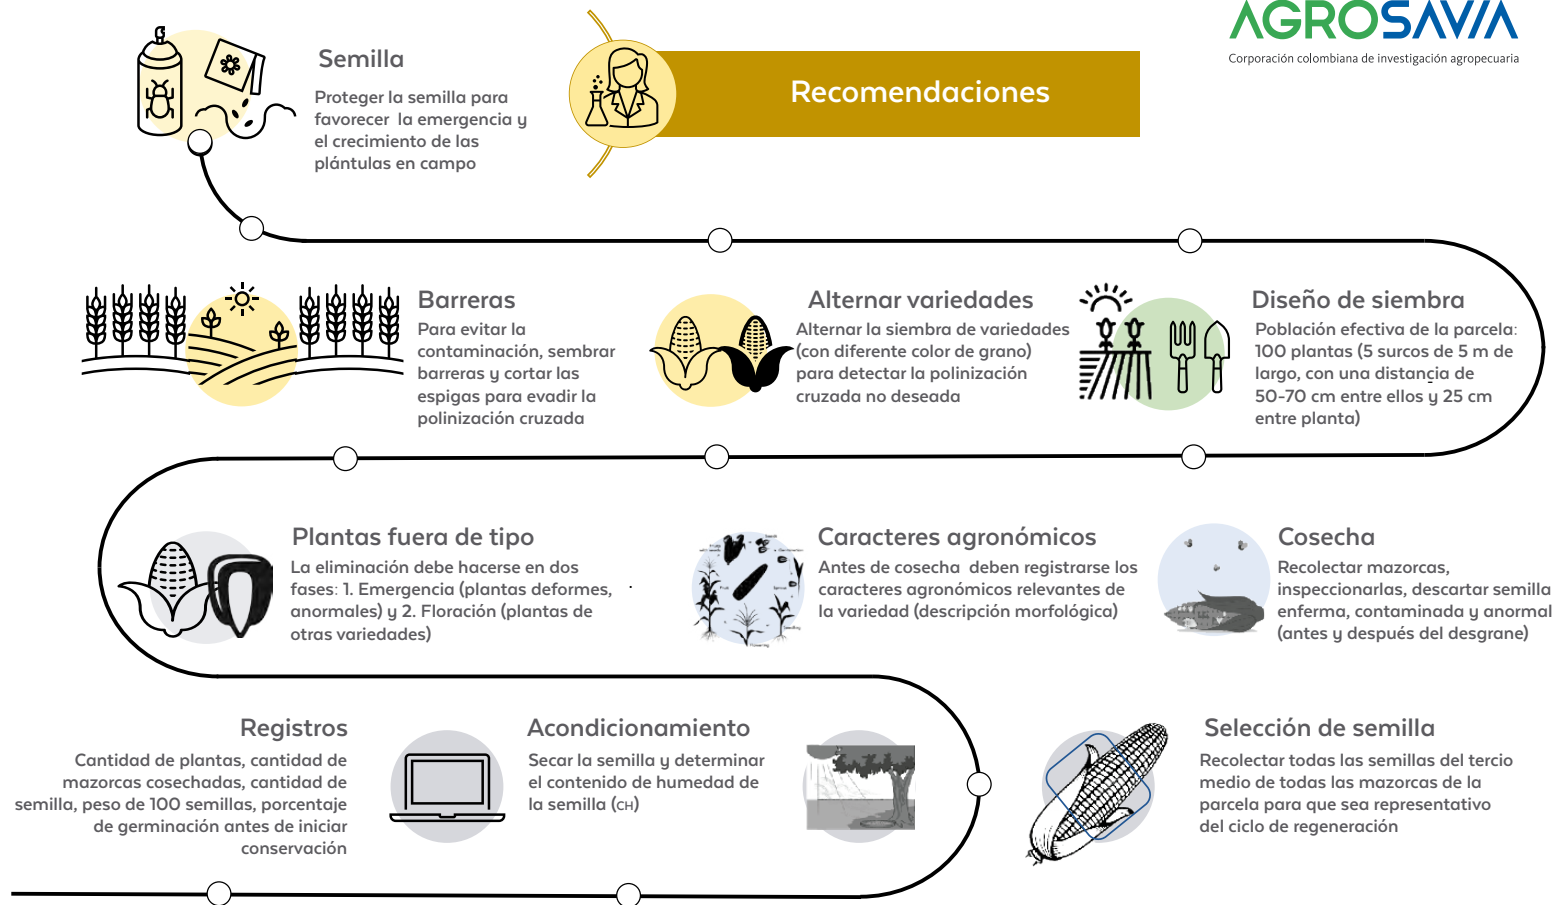 AGROSAVIA
Corporación colombiana de investigación agropecuaria
Recomendaciones
Semilla
Proteger la semilla para
favorecer la emergencia y
el crecimiento de las
plántulas en campo
Barreras
Para evitar la
contaminación, sembrar
barreras y cortar las
espigas para evadir la
polinización cruzada
Alternar variedades
Alternar la siembra de variedades
(con diferente color de grano)
para detectar la polinización
cruzada no deseada
Diseño de siembra
Población efectiva de la parcela:
100 plantas (5 surcos de 5 m de
largo, con una distancia de
50-70 cm entre ellos y 25 cm
entre planta)
Plantas fuera de tipo
La eliminación debe hacerse en dos
fases: 1. Emergencia (plantas deformes,
anormales) y 2. Floración (plantas de
otras variedades)
Caracteres agronómicos
Antes de cosecha deben registrarse los
caracteres agronómicos relevantes de
la variedad (descripción morfológica)
Cosecha
Recolectar mazorcas,
inspeccionarlas, descartar semilla
enferma, contaminada y anormal
(antes y después del desgrane)
Registros
Cantidad de plantas, cantidad de
mazorcas cosechadas, cantidad de
semilla, peso de 100 semillas, porcentaje
de germinación antes de iniciar
conservación
Acondicionamiento
Secar la semilla y determinar
el contenido de humedad de
la semilla (CH)
Selección de semilla
Recolectar todas las semillas del tercio
medio de todas las mazorcas de la
parcela para que sea representativo
del ciclo de regeneración